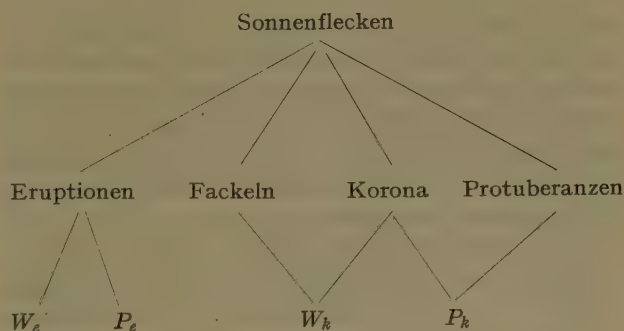 Sonnenflecken
Eruptionen Fackeln Korona Protuberanzen
Wₑ Pₑ Wₖ Pₖ